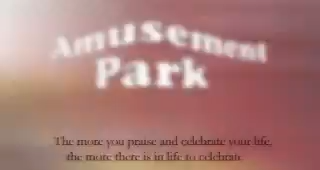 Amusement
Park
The more you praise and celebrate your life,
the more there is in life to celebrate